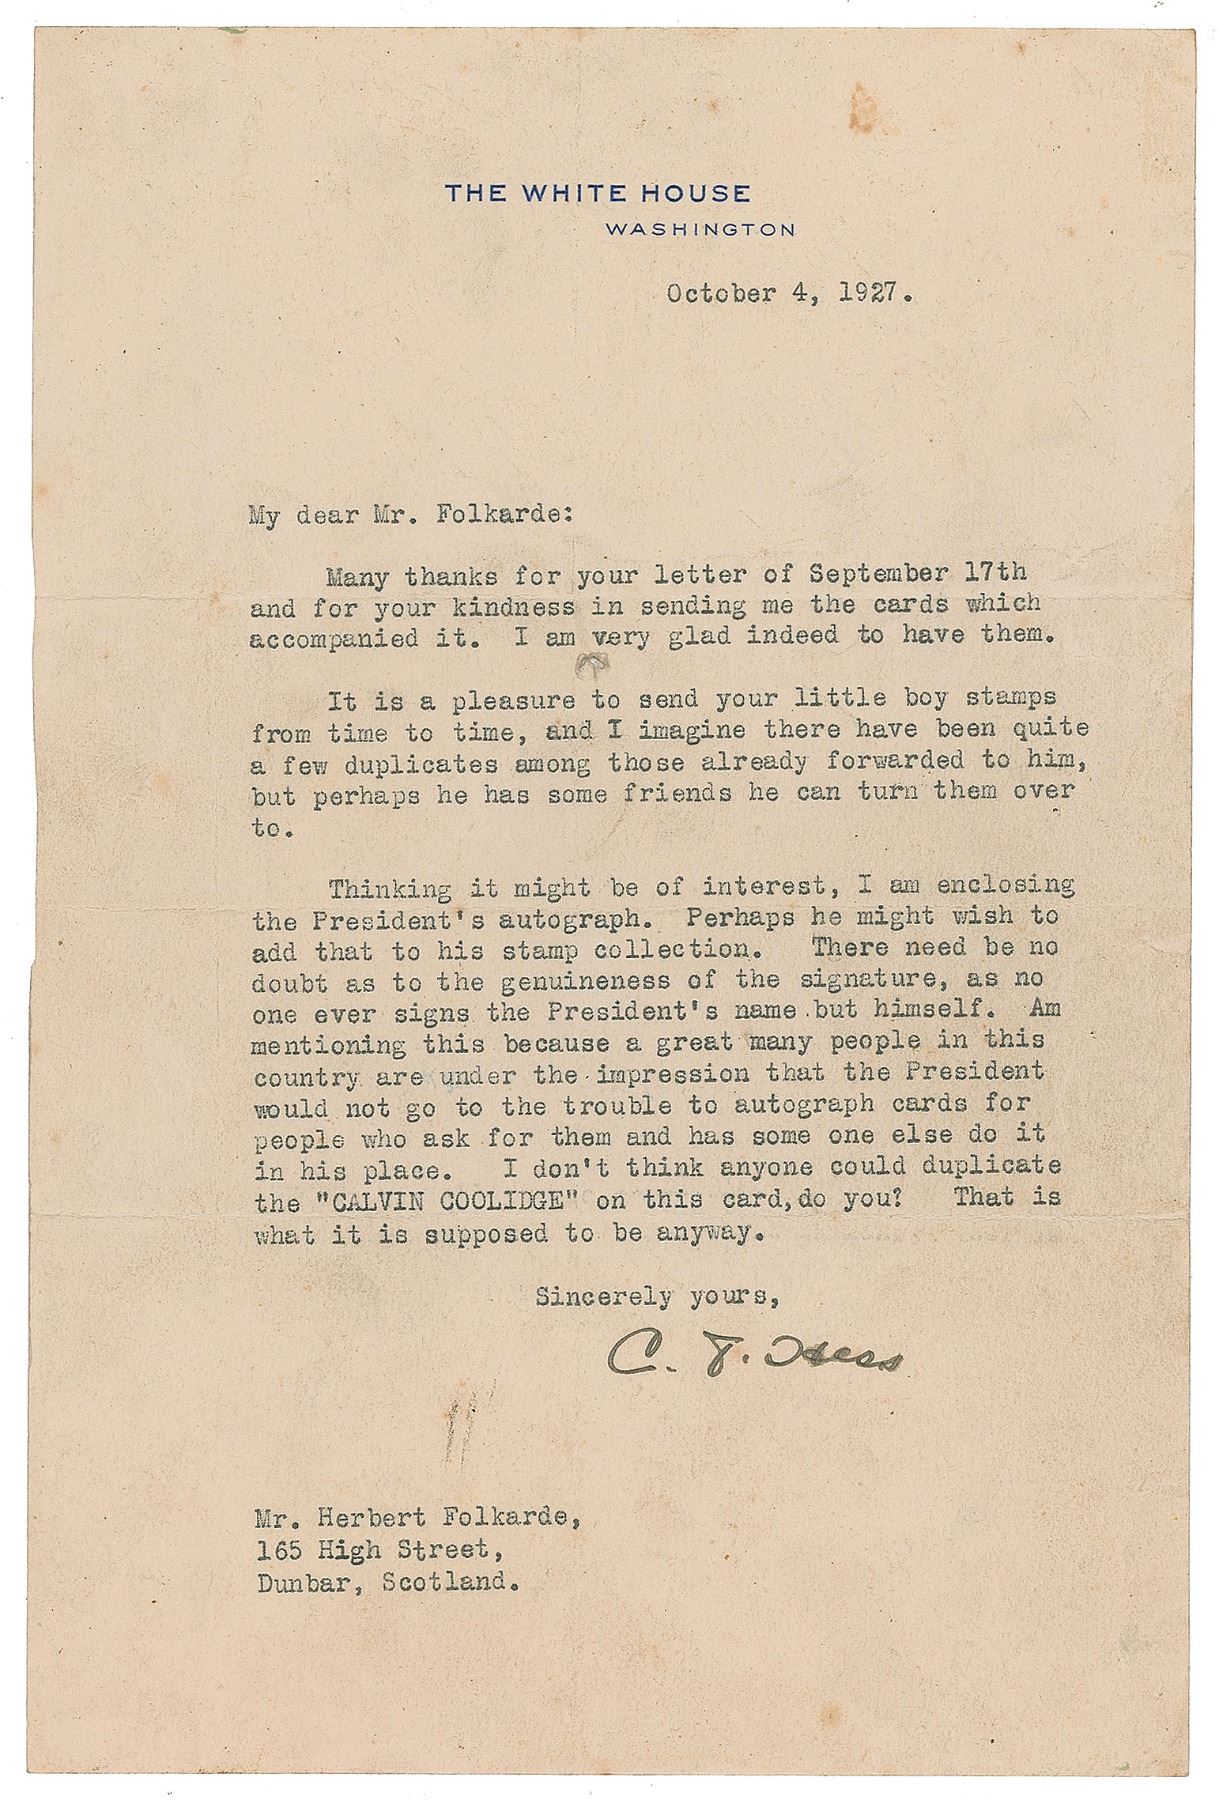 THE WHITE HOUSE
WASHINGTON
October 4, 1927.
My dear Mr. Folkarde:
Many thanks for your letter of September 17th
and for your kindness in sending me the cards which
accompanied it. I am very glad indeed to have them.
It is a pleasure to send your little boy stamps
from time to time, and I imagine there have been quite
a few duplicates among those already forwarded to him,
but perhaps he has some friends he can turn them over
to.
Thinking it might be of interest, I am enclosing
the President's autograph. Perhaps he might wish to
add that to his stamp collection. There need be no
doubt as to the genuineness of the signature, as no
one ever signs the President's name but himself. Am
mentioning this because a great many people in this
country are under the impression that the President
would not go to the trouble to autograph cards for
people who ask for them and has some one else do it
in his place. I don't think anyone could duplicate
the "CALVIN COOLIDGE" on this card, do you? That is
what it is supposed to be anyway.
Sincerely yours,
C. T. Hess
Mr. Herbert Folkarde,
165 High Street,
Dunbar, Scotland.